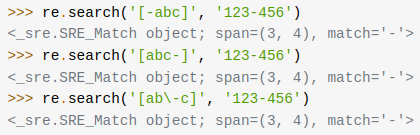 >>> re.search('[-abc]', '123-456')
<_sre.SRE_Match object; span=(3, 4), match='-'>
>>> re.search('[abc-]', '123-456')
<_sre.SRE_Match object; span=(3, 4), match='-'>
>>> re.search('[ab\-c]', '123-456')
<_sre.SRE_Match object; span=(3, 4), match='-'>